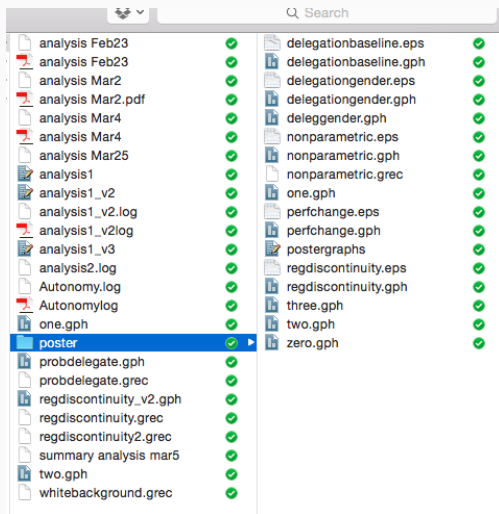 Search
analysis Feb23
analysis Feb23
analysis Mar2
analysis Mar2.pdf
analysis Mar4
analysis Mar4
analysis Mar25
analysis1
analysis1_v2
analysis1_v2.log
analysis1_v2log
analysis1_v3
analysis2.log
Autonomy.log
Autonomylog
one.gph
poster
probdelegate.gph
probdelegate.grec
regdiscontinuity_v2.gph
regdiscontinuity.grec
regdiscontinuity2.grec
summary analysis mar5
two.gph
whitebackground.grec
delegationbaseline.eps
delegationbaseline.gph
delegationgender.eps
delegationgender.gph
deleggender.gph
nonparametric.eps
nonparametric.gph
nonparametric.grec
one.gph
perfchange.eps
perfchange.gph
postergraphs
regdiscontinuity.eps
regdiscontinuity.gph
three.gph
two.gph
zero.gph